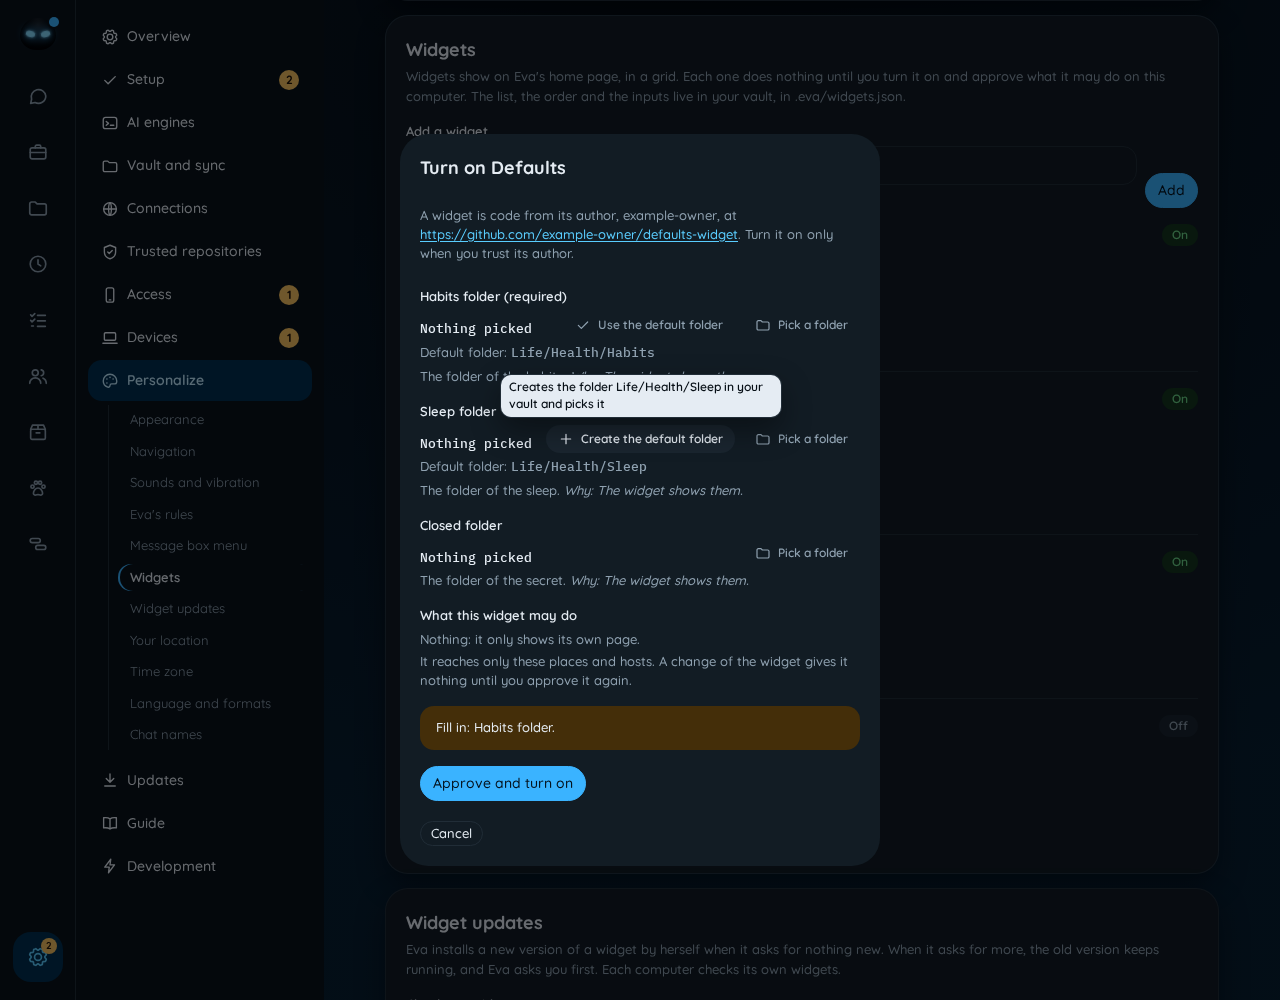 Overview
Setup
2
AI engines
Vault and sync
Connections
Trusted repositories
Access
1
Devices
1
Personalize
Appearance
Navigation
Sounds and vibration
Eva's rules
Message box menu
Widgets
Widget updates
Your location
Time zone
Language and formats
Chat names
Updates
Guide
Development
2
Widgets
Widgets show on Eva's home page, in a grid. Each one does nothing until you turn it on and approve what it may do on this
computer. The list, the order and the inputs live in your vault, in .eva/widgets.json.
Add a widget
Add
On
On
On
Off
Turn on Defaults
A widget is code from its author, example-owner, at
https://github.com/example-owner/defaults-widget. Turn it on only
when you trust its author.
Habits folder (required)
Nothing picked
Use the default folder
Pick a folder
Default folder: Life/Health/Habits
The folder of
Creates the folder Life/Health/Sleep in your
vault and picks it
Sleep folder
Nothing picked
Create the default folder
Pick a folder
Default folder: Life/Health/Sleep
The folder of the sleep. Why: The widget shows them.
Closed folder
Nothing picked
Pick a folder
The folder of the secret. Why: The widget shows them.
What this widget may do
Nothing: it only shows its own page.
It reaches only these places and hosts. A change of the widget gives it
nothing until you approve it again.
Fill in: Habits folder.
Approve and turn on
Cancel
Widget updates
Eva installs a new version of a widget by herself when it asks for nothing new. When it asks for more, the old version keeps
running, and Eva asks you first. Each computer checks its own widgets.